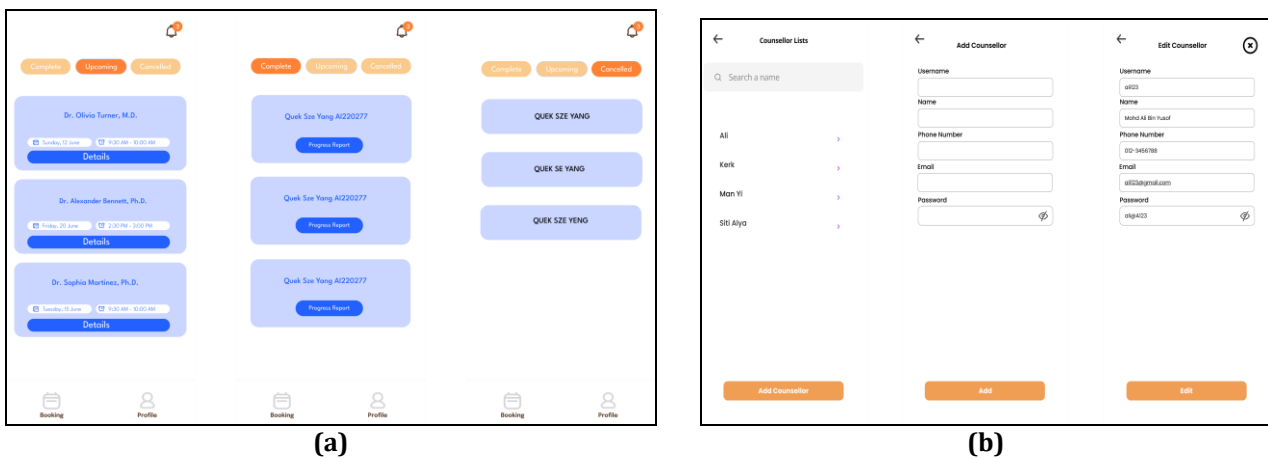 Complete Upcoming Cancelled
Dr. Olivia Turner, M.D.
Sunday, 12 June 9:30 AM - 10:00 AM
Details
Dr. Alexander Bennett, Ph.D.
Friday, 20 June 2:30 PM - 3:00 PM
Details
Dr. Sophia Martinez, Ph.D.
Tuesday, 15 June 9:30 AM - 10:00 AM
Details
Booking Profile
Complete Upcoming Cancelled
Quek Sze Yang AI220277
Progress Report
Quek Sze Yang AI220277
Progress Report
Quek Sze Yang AI220277
Progress Report
Booking Profile
Complete Upcoming Cancelled
QUEK SZE YANG
QUEK SE YANG
QUEK SZE YENG
Booking Profile
(a)
Counsellor Lists
Search a name
Ali
Kerk
Man Yi
Siti Alya
Add Counsellor
Add Counsellor
Username
Name
Phone Number
Email
Password
Add
Edit Counsellor
Username
ali123
Name
Mohd Ali Bin Yusof
Phone Number
012-3456788
Email
ali123@gmail.com
Password
ali@4123
Edit
(b)